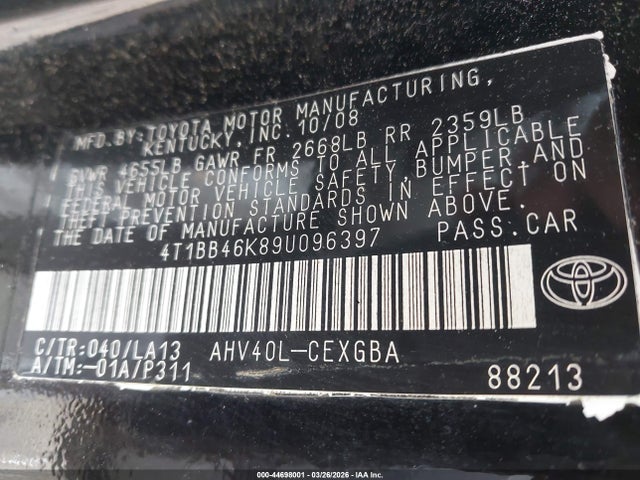 MFD.BY:TOYOTA MOTOR MANUFACTURING,
KENTUCKY, INC. 10/08
GVWR 4655LB GAWR FR 2668LB RR 2359LB
THIS VEHICLE CONFORMS TO ALL APPLICABLE
FEDERAL MOTOR VEHICLE SAFETY, BUMPER, AND
THEFT PREVENTION STANDARDS IN EFFECT ON
THE DATE OF MANUFACTURE SHOWN ABOVE.
4T1BB46K89U096397 PASS.CAR
C/TR:040/LA13 AHV40L-CEXGBA
A/TM:-01A/P311 88213
000-44698001 | 03/26/2026 | IAA Inc.